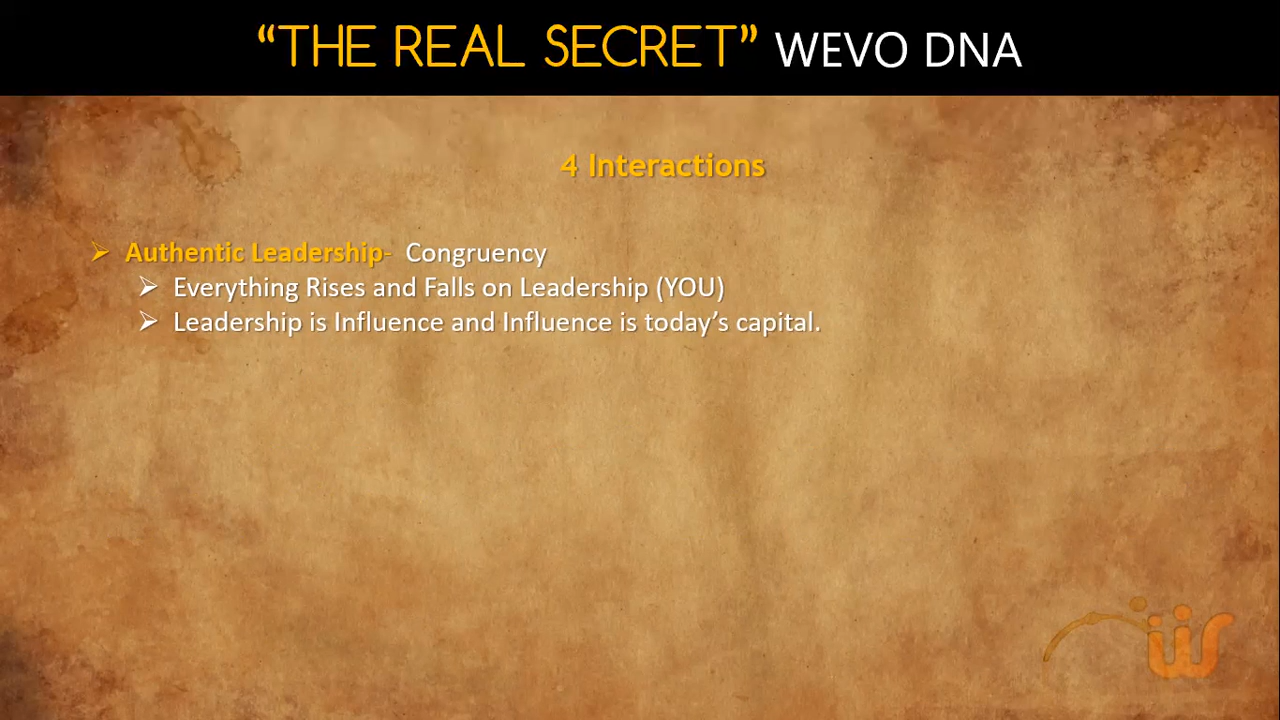 “THE REAL SECRET” WEVO DNA
4 Interactions
Authentic Leadership- Congruency
Everything Rises and Falls on Leadership (YOU)
Leadership is Influence and Influence is today’s capital.